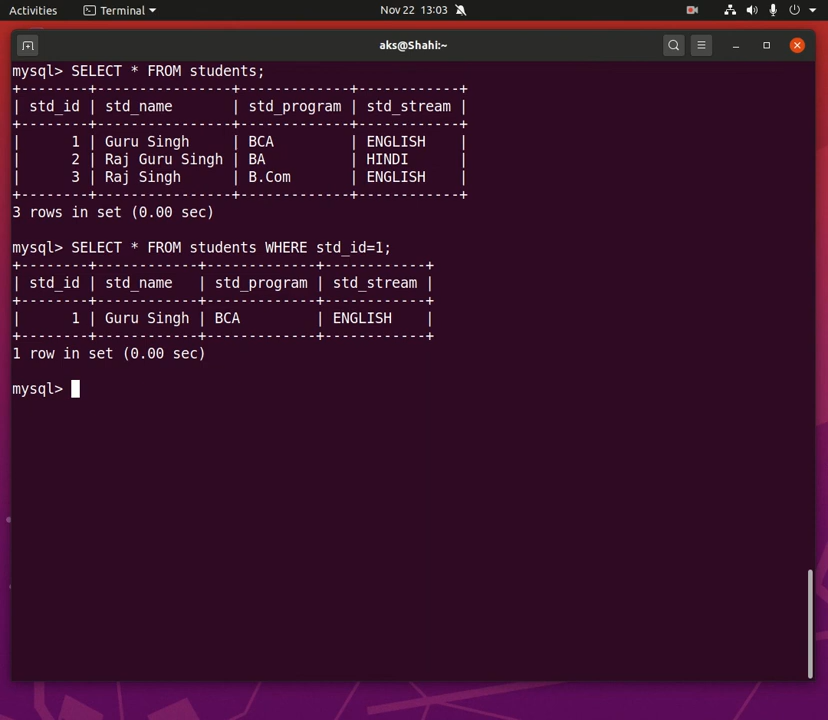 Activities Terminal Nov 22 13:03
aks@Shahi:~
mysql> SELECT * FROM students;
+--------+----------------+-------------+------------+
| std_id | std_name       | std_program | std_stream |
+--------+----------------+-------------+------------+
|      1 | Guru Singh     | BCA         | ENGLISH    |
|      2 | Raj Guru Singh | BA          | HINDI      |
|      3 | Raj Singh      | B.Com       | ENGLISH    |
+--------+----------------+-------------+------------+
3 rows in set (0.00 sec)
mysql> SELECT * FROM students WHERE std_id=1;
+--------+------------+-------------+------------+
| std_id | std_name   | std_program | std_stream |
+--------+------------+-------------+------------+
|      1 | Guru Singh | BCA         | ENGLISH    |
+--------+------------+-------------+------------+
1 row in set (0.00 sec)
mysql>